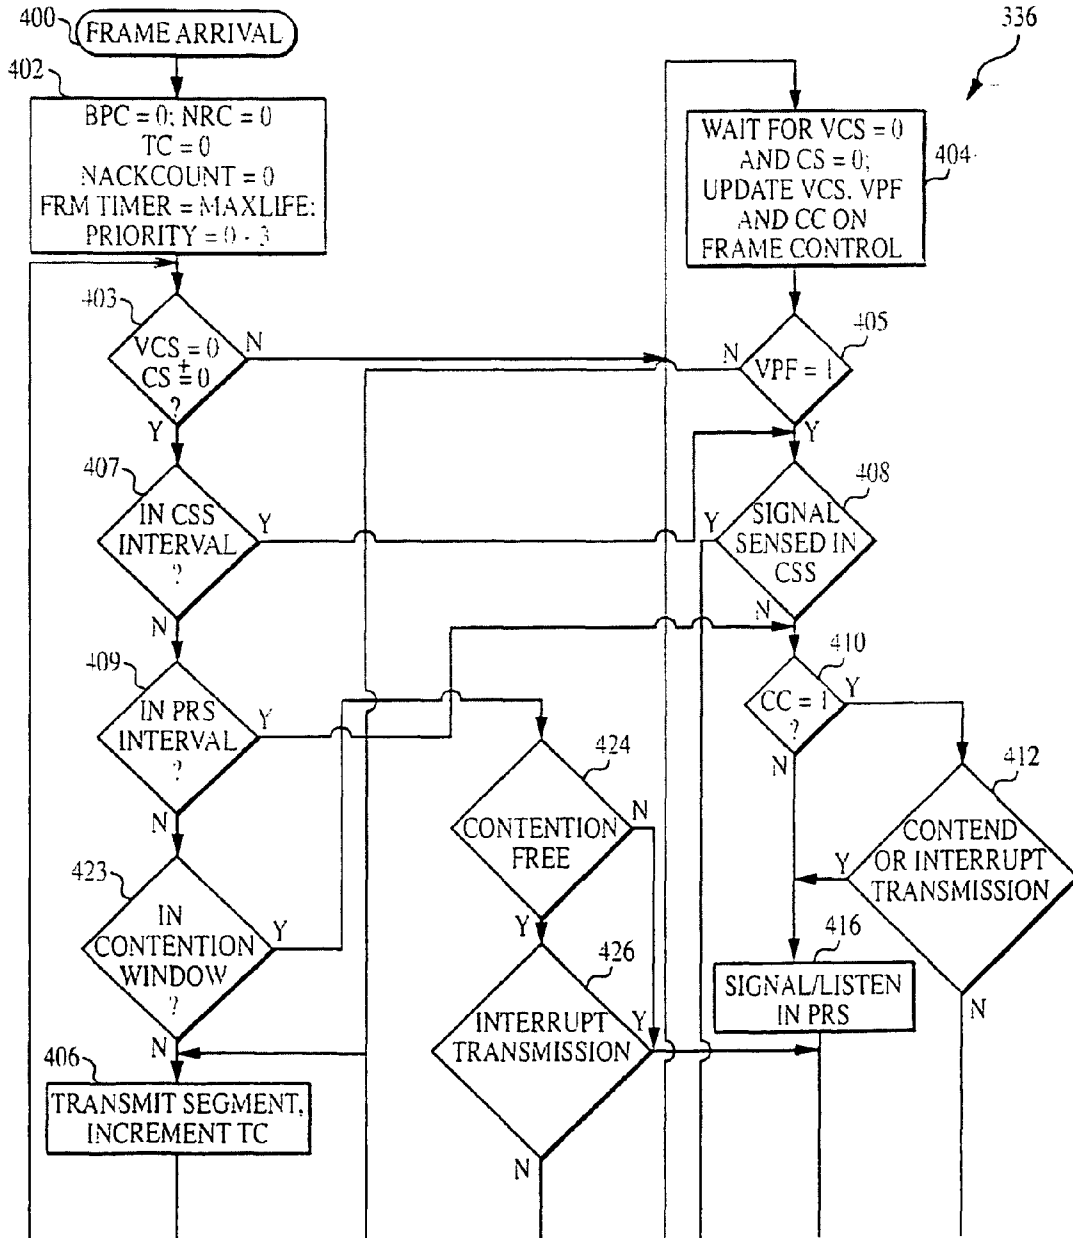 400
FRAME ARRIVAL
336
402
BPC = 0; NRC = 0
TC = 0
NACKCOUNT = 0
FRM TIMER = MAXLIFE:
PRIORITY = 0 - 3
WAIT FOR VCS = 0
AND CS = 0;
UPDATE VCS, VPF
AND CC ON
FRAME CONTROL
404
403
VCS = 0
+
CS = 0
?
N
Y
405
VPF = 1
N
Y
407
IN CSS
INTERVAL
?
Y
N
408
SIGNAL
SENSED IN
CSS
Y
N
409
IN PRS
INTERVAL
?
Y
N
410
CC = 1
?
Y
N
412
CONTEND
OR INTERRUPT
TRANSMISSION
Y
N
423
IN
CONTENTION
WINDOW
?
Y
N
424
CONTENTION
FREE
N
Y
426
INTERRUPT
TRANSMISSION
Y
N
416
SIGNAL/LISTEN
IN PRS
406
TRANSMIT SEGMENT,
INCREMENT TC